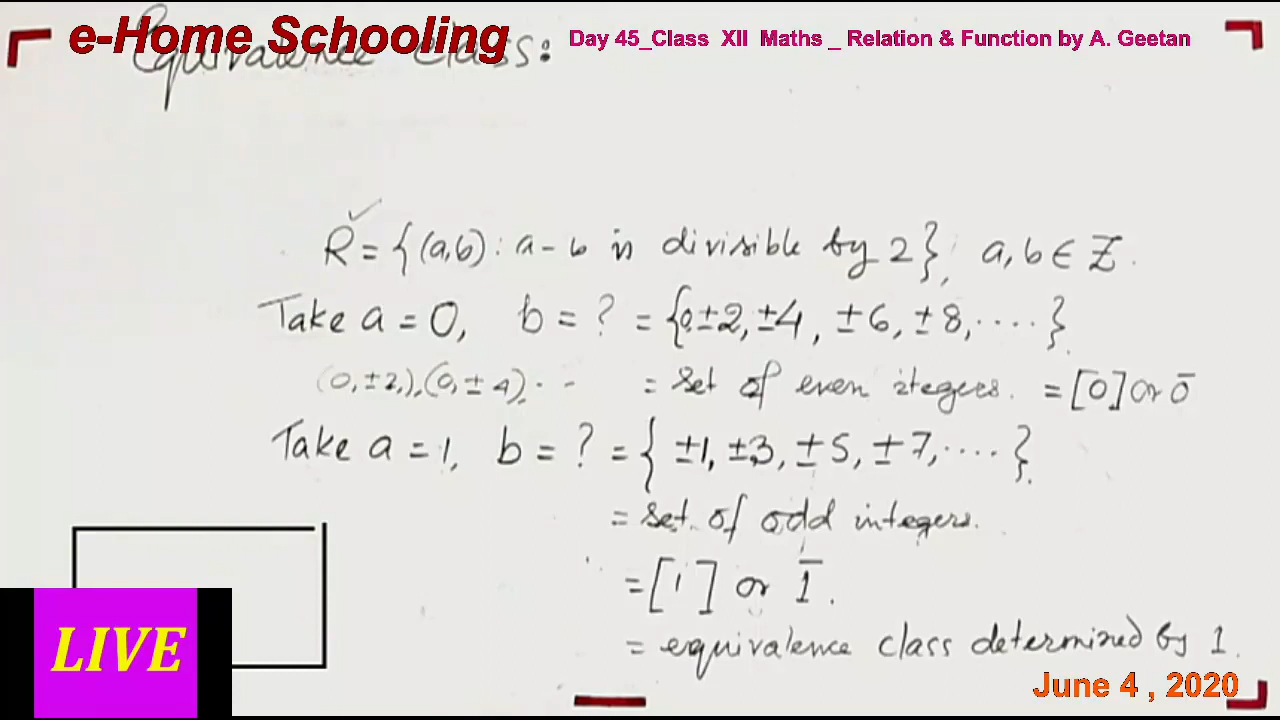 e-Home Schooling
Day 45_Class XII Maths _ Relation & Function by A. Geetan
Equivalence class:
R = {(a,b) : a - b is divisible by 2}, a, b ∈ Z.
Take a = 0, b = ? = {0, ±2, ±4, ±6, ±8, ....}
(0, ±2,), (0, ±4), . . -
= set of even itegers. = [0] or 0̅
Take a = 1, b = ? = { ±1, ±3, ±5, ±7, .... }.
= set of odd integers.
= [1] or 1̅.
= equivalence class determined by 1.
LIVE
June 4 , 2020